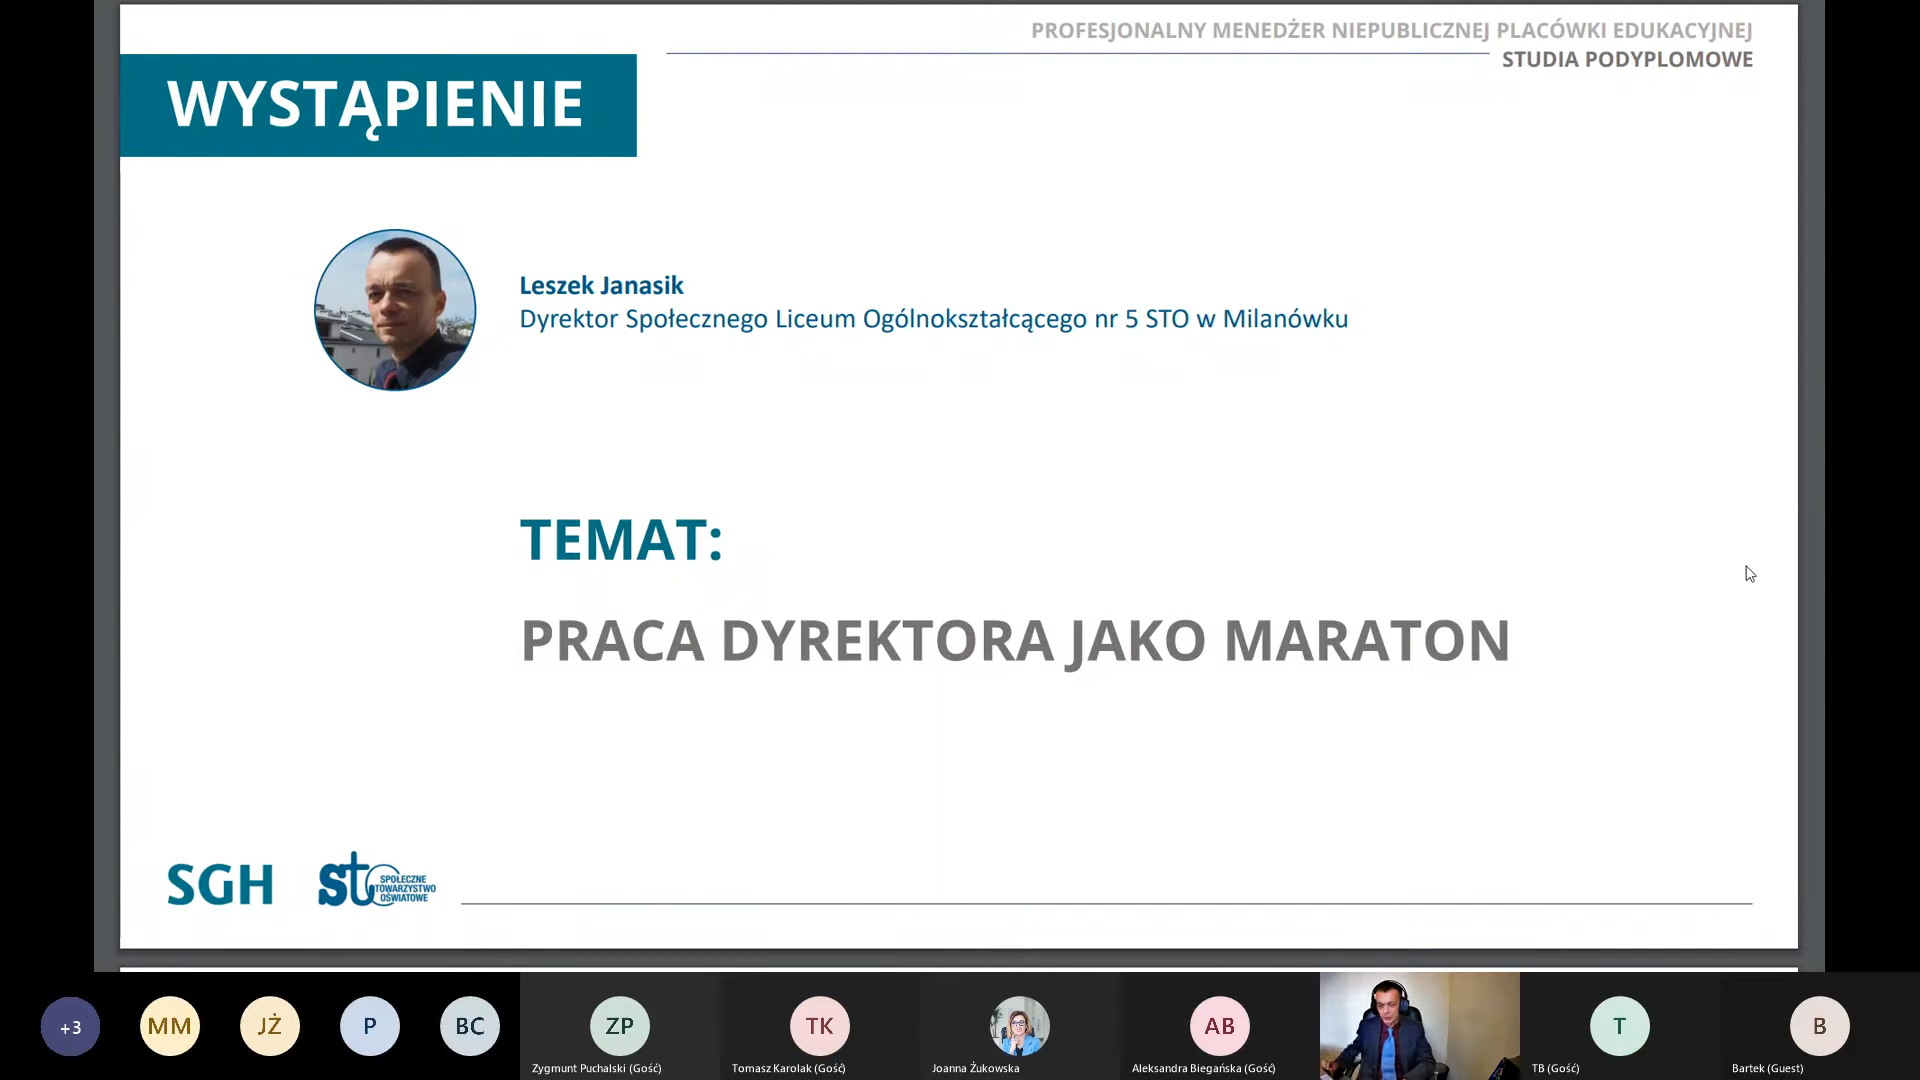 PROFESJONALNY MENEDŻER NIEPUBLICZNEJ PLACÓWKI EDUKACYJNEJ
STUDIA PODYPLOMOWE
WYSTĄPIENIE
Leszek Janasik
Dyrektor Społecznego Liceum Ogólnokształcącego nr 5 STO w Milanówku
TEMAT:
PRACA DYREKTORA JAKO MARATON
SGH
sto
SPOŁECZNE
TOWARZYSTWO
OŚWIATOWE
+3
MM
JŻ
P
BC
ZP
TK
AB
T
B
Zygmunt Puchalski (Gość)
Tomasz Karolak (Gość)
Joanna Żukowska
Aleksandra Biegańska (Gość)
TB (Gość)
Bartek (Guest)